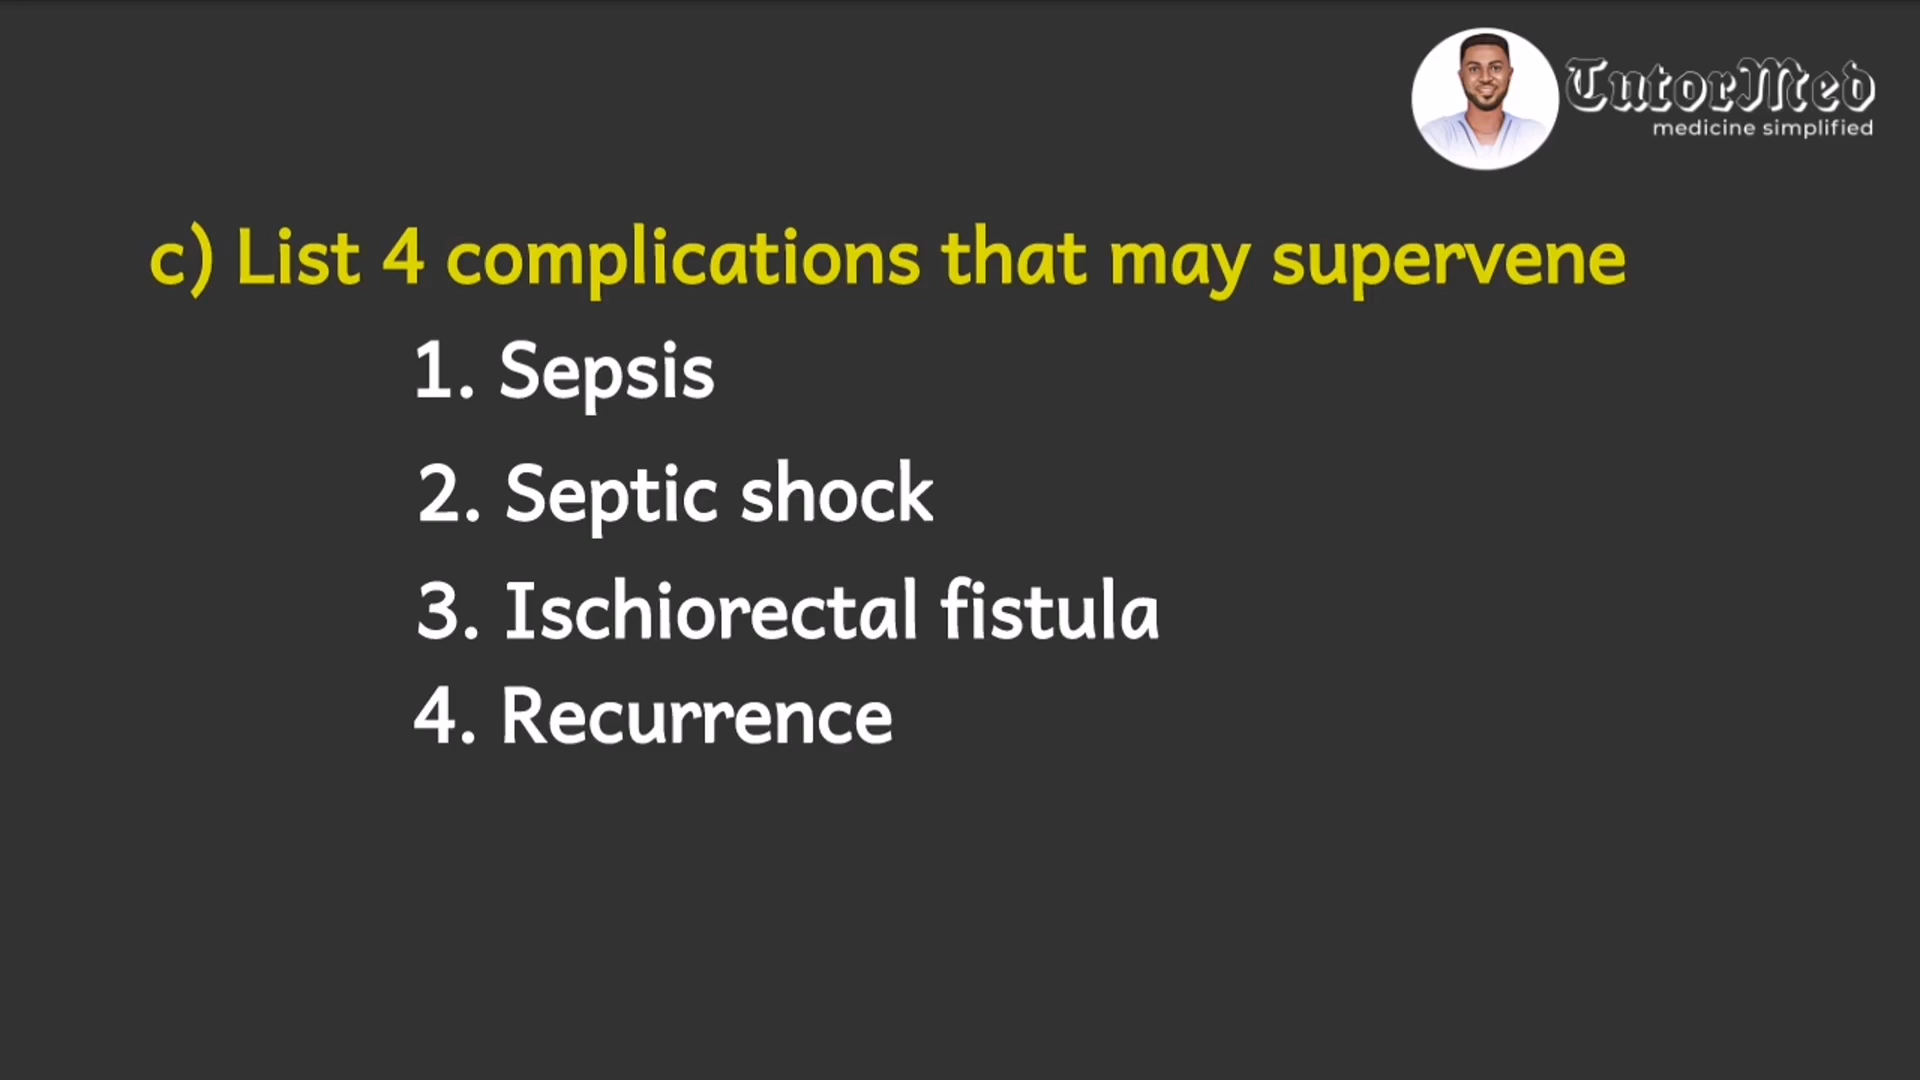 TutorMed
medicine simplified
c) List 4 complications that may supervene
1. Sepsis
2. Septic shock
3. Ischiorectal fistula
4. Recurrence